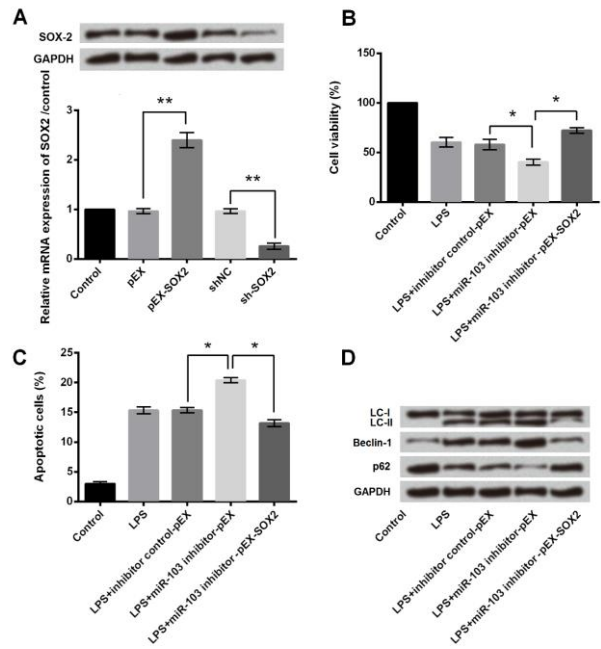 A
SOX-2
GAPDH
Relative mRNA expression of SOX2 /control
3
2
1
0
**
**
Control
pEX
pEX-SOX2
shNC
sh-SOX2
B
Cell viability (%)
150
100
50
0
*
*
Control
LPS
LPS+inhibitor control-pEX
LPS+miR-103 inhibitor-pEX
LPS+miR-103 inhibitor -pEX-SOX2
C
Apoptotic cells (%)
25
20
15
10
5
0
*
*
Control
LPS
LPS+inhibitor control-pEX
LPS+miR-103 inhibitor-pEX
LPS+miR-103 inhibitor -pEX-SOX2
D
LC-I
LC-II
Beclin-1
p62
GAPDH
Control
LPS
LPS+inhibitor control-pEX
LPS+miR-103 inhibitor-pEX
LPS+miR-103 inhibitor -pEX-SOX2